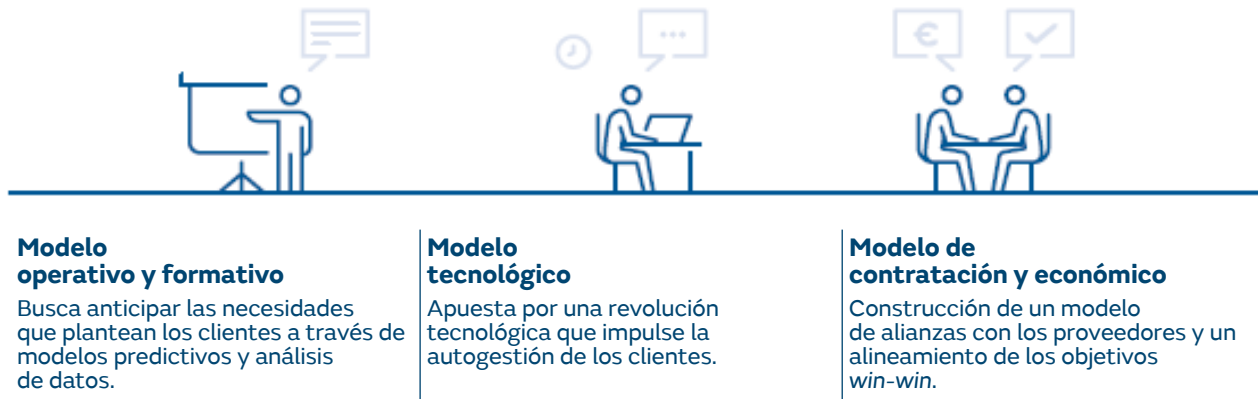 €
Modelo
operativo y formativo
Busca anticipar las necesidades
que plantean los clientes a través de
modelos predictivos y análisis
de datos.
Modelo
tecnológico
Apuesta por una revolución
tecnológica que impulse la
autogestión de los clientes.
Modelo de
contratación y económico
Construcción de un modelo
de alianzas con los proveedores y un
alineamiento de los objetivos
win-win.